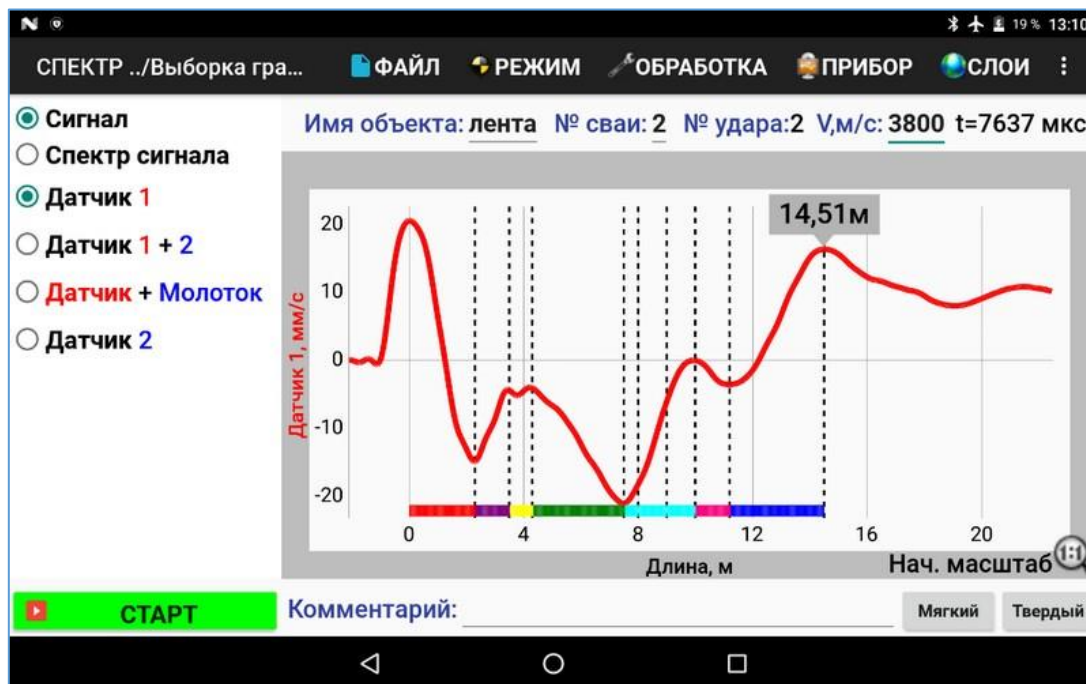 19 % 13:10
СПЕКТР ../Выборка гра... ФАЙЛ РЕЖИМ ОБРАБОТКА ПРИБОР СЛОИ
Имя объекта: лента № сваи: 2 № удара:2 V,м/с: 3800 t=7637 мкс
Сигнал
Спектр сигнала
Датчик 1
Датчик 1 + 2
Датчик + Молоток
Датчик 2
14,51м
Датчик 1, мм/с
20
10
0
-10
-20
0 4 8 12 16 20
Длина, м
Нач. масштаб 1:1
СТАРТ
Комментарий:
Мягкий Твердый